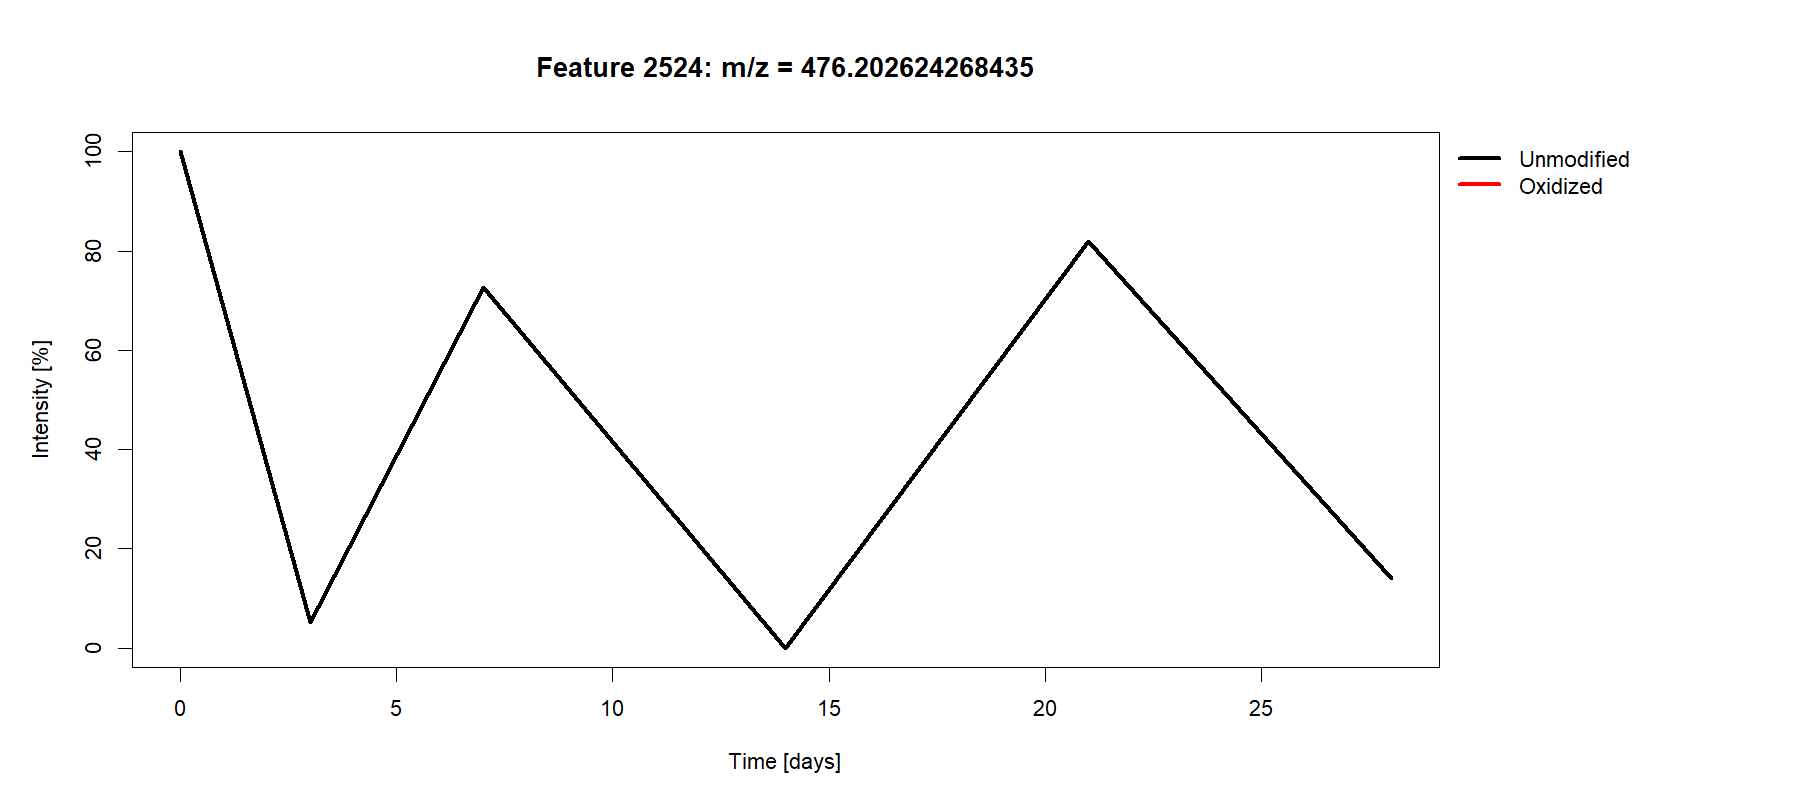 Feature 2524: m/z = 476.202624268435
Unmodified
Oxidized
Intensity [%]
100
80
60
40
20
0
0 5 10 15 20 25
Time [days]